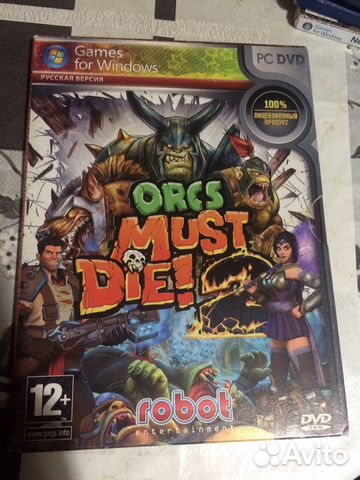 Games
for Windows
РУССКАЯ ВЕРСИЯ
PC DVD
100%
ЛИЦЕНЗИОННЫЙ
ПРОДУКТ
ORCS
MUST
DIE!
2
12+
www.pegi.info
robot
entertainment
DVD
ROM
Avito